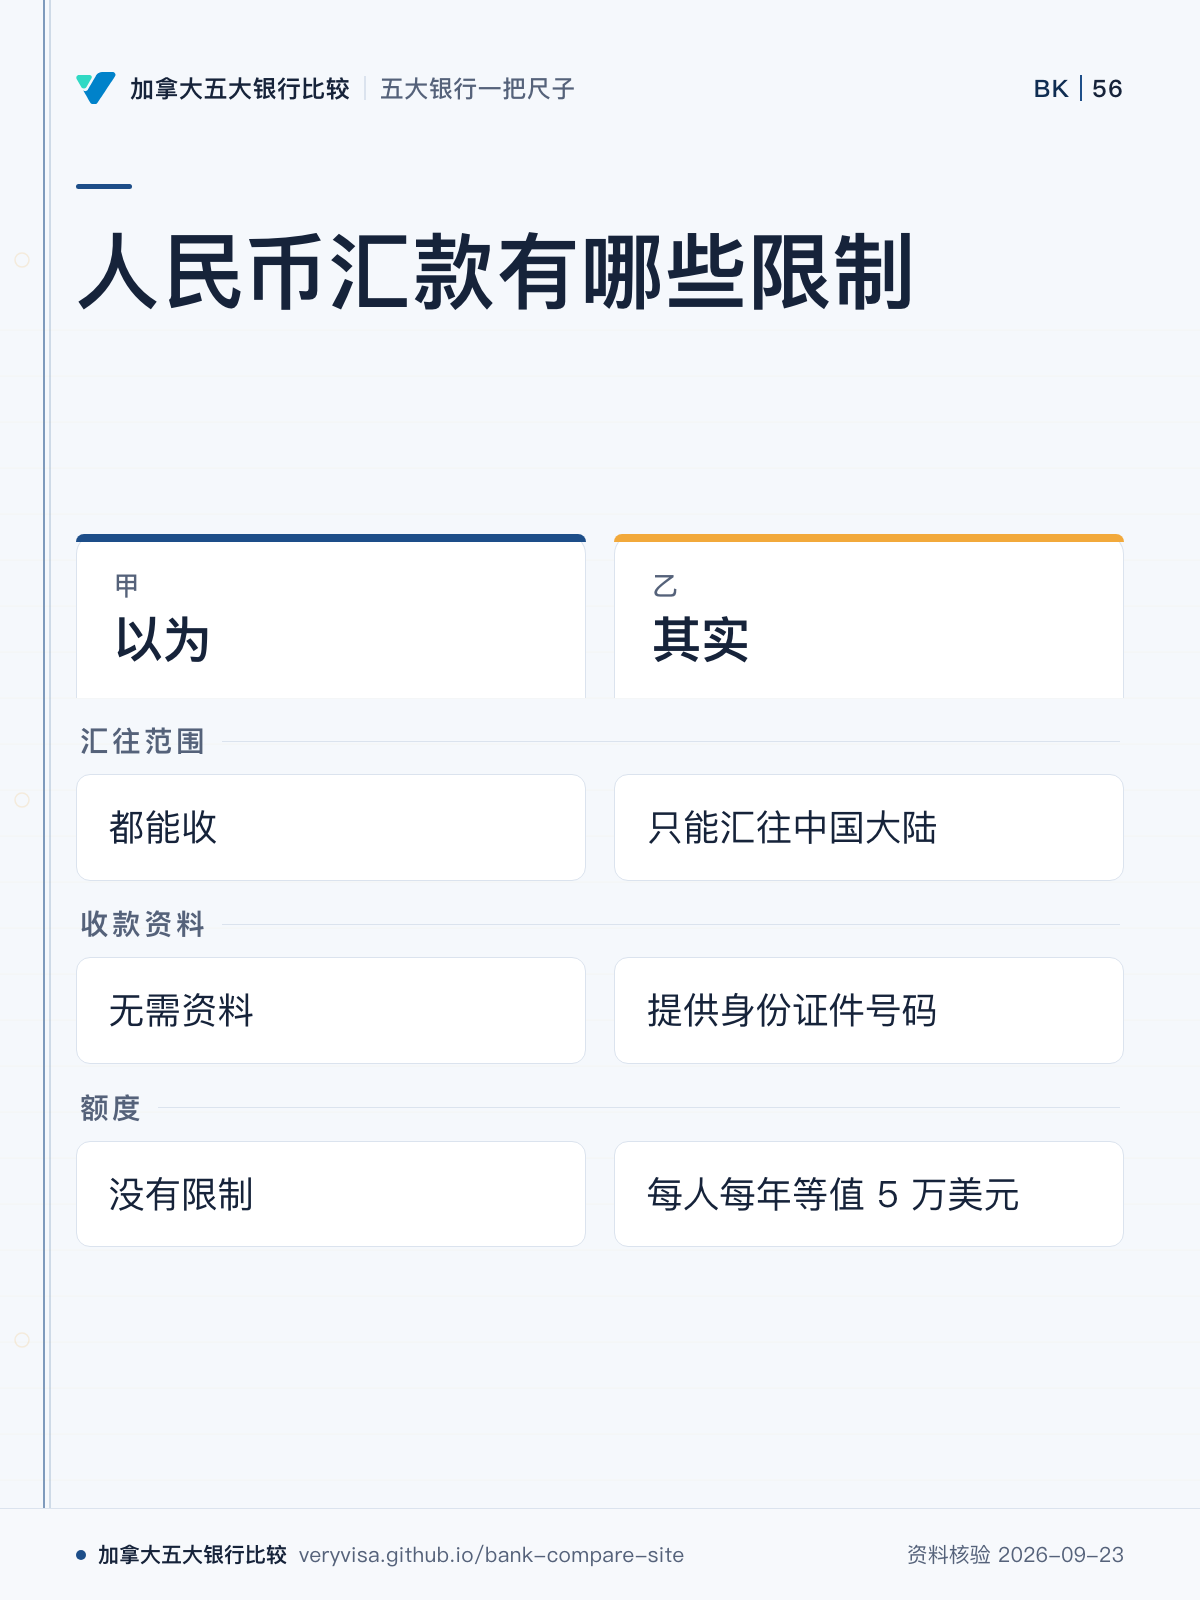 加拿大五大银行比较 五大银行一把尺子
BK 56
人民币汇款有哪些限制
甲
以为
乙
其实
汇往范围
都能收
只能汇往中国大陆
收款资料
无需资料
提供身份证件号码
额度
没有限制
每人每年等值 5 万美元
加拿大五大银行比较 veryvisa.github.io/bank-compare-site
资料核验 2026-09-23